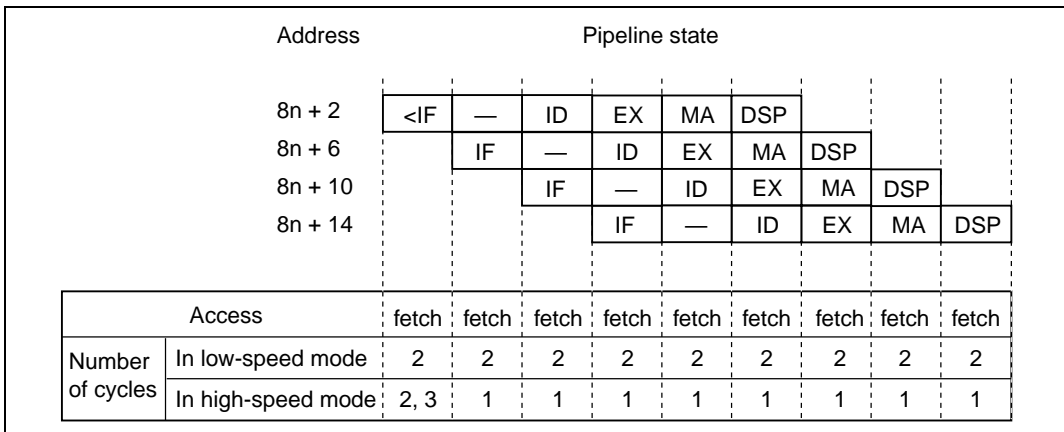 Address Pipeline state
8n + 2 <IF — ID EX MA DSP
8n + 6 IF — ID EX MA DSP
8n + 10 IF — ID EX MA DSP
8n + 14 IF — ID EX MA DSP
Access fetch fetch fetch fetch fetch fetch fetch fetch fetch
Number of cycles
In low-speed mode 2 2 2 2 2 2 2 2 2
In high-speed mode 2, 3 1 1 1 1 1 1 1 1